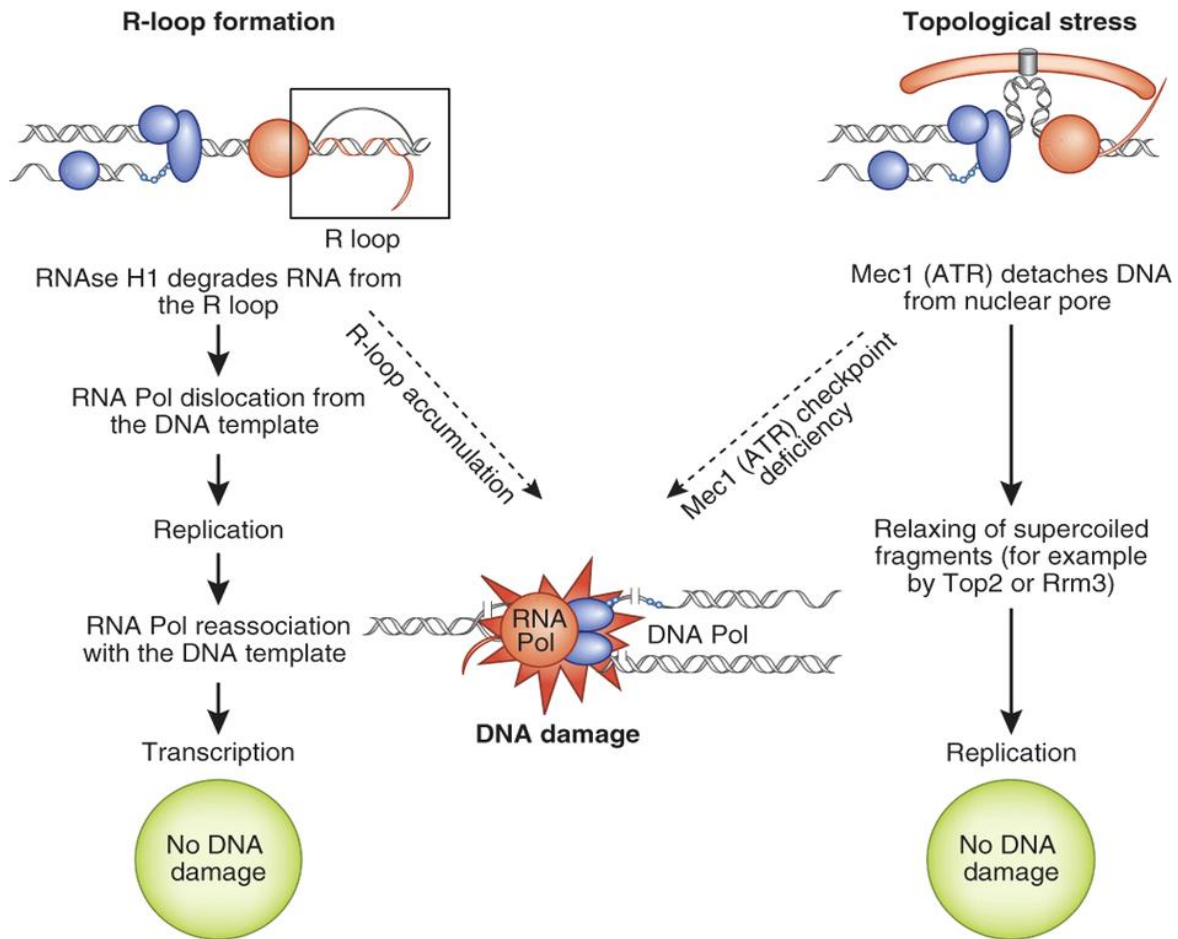 R-loop formation
R loop
RNAse H1 degrades RNA from
the R loop
RNA Pol dislocation from
the DNA template
Replication
RNA Pol reassociation
with the DNA template
Transcription
No DNA
damage
R-loop accumulation
Topological stress
Mec1 (ATR) detaches DNA
from nuclear pore
Mec1 (ATR) checkpoint
deficiency
Relaxing of supercoiled
fragments (for example
by Top2 or Rrm3)
Replication
No DNA
damage
RNA
Pol
DNA Pol
DNA damage